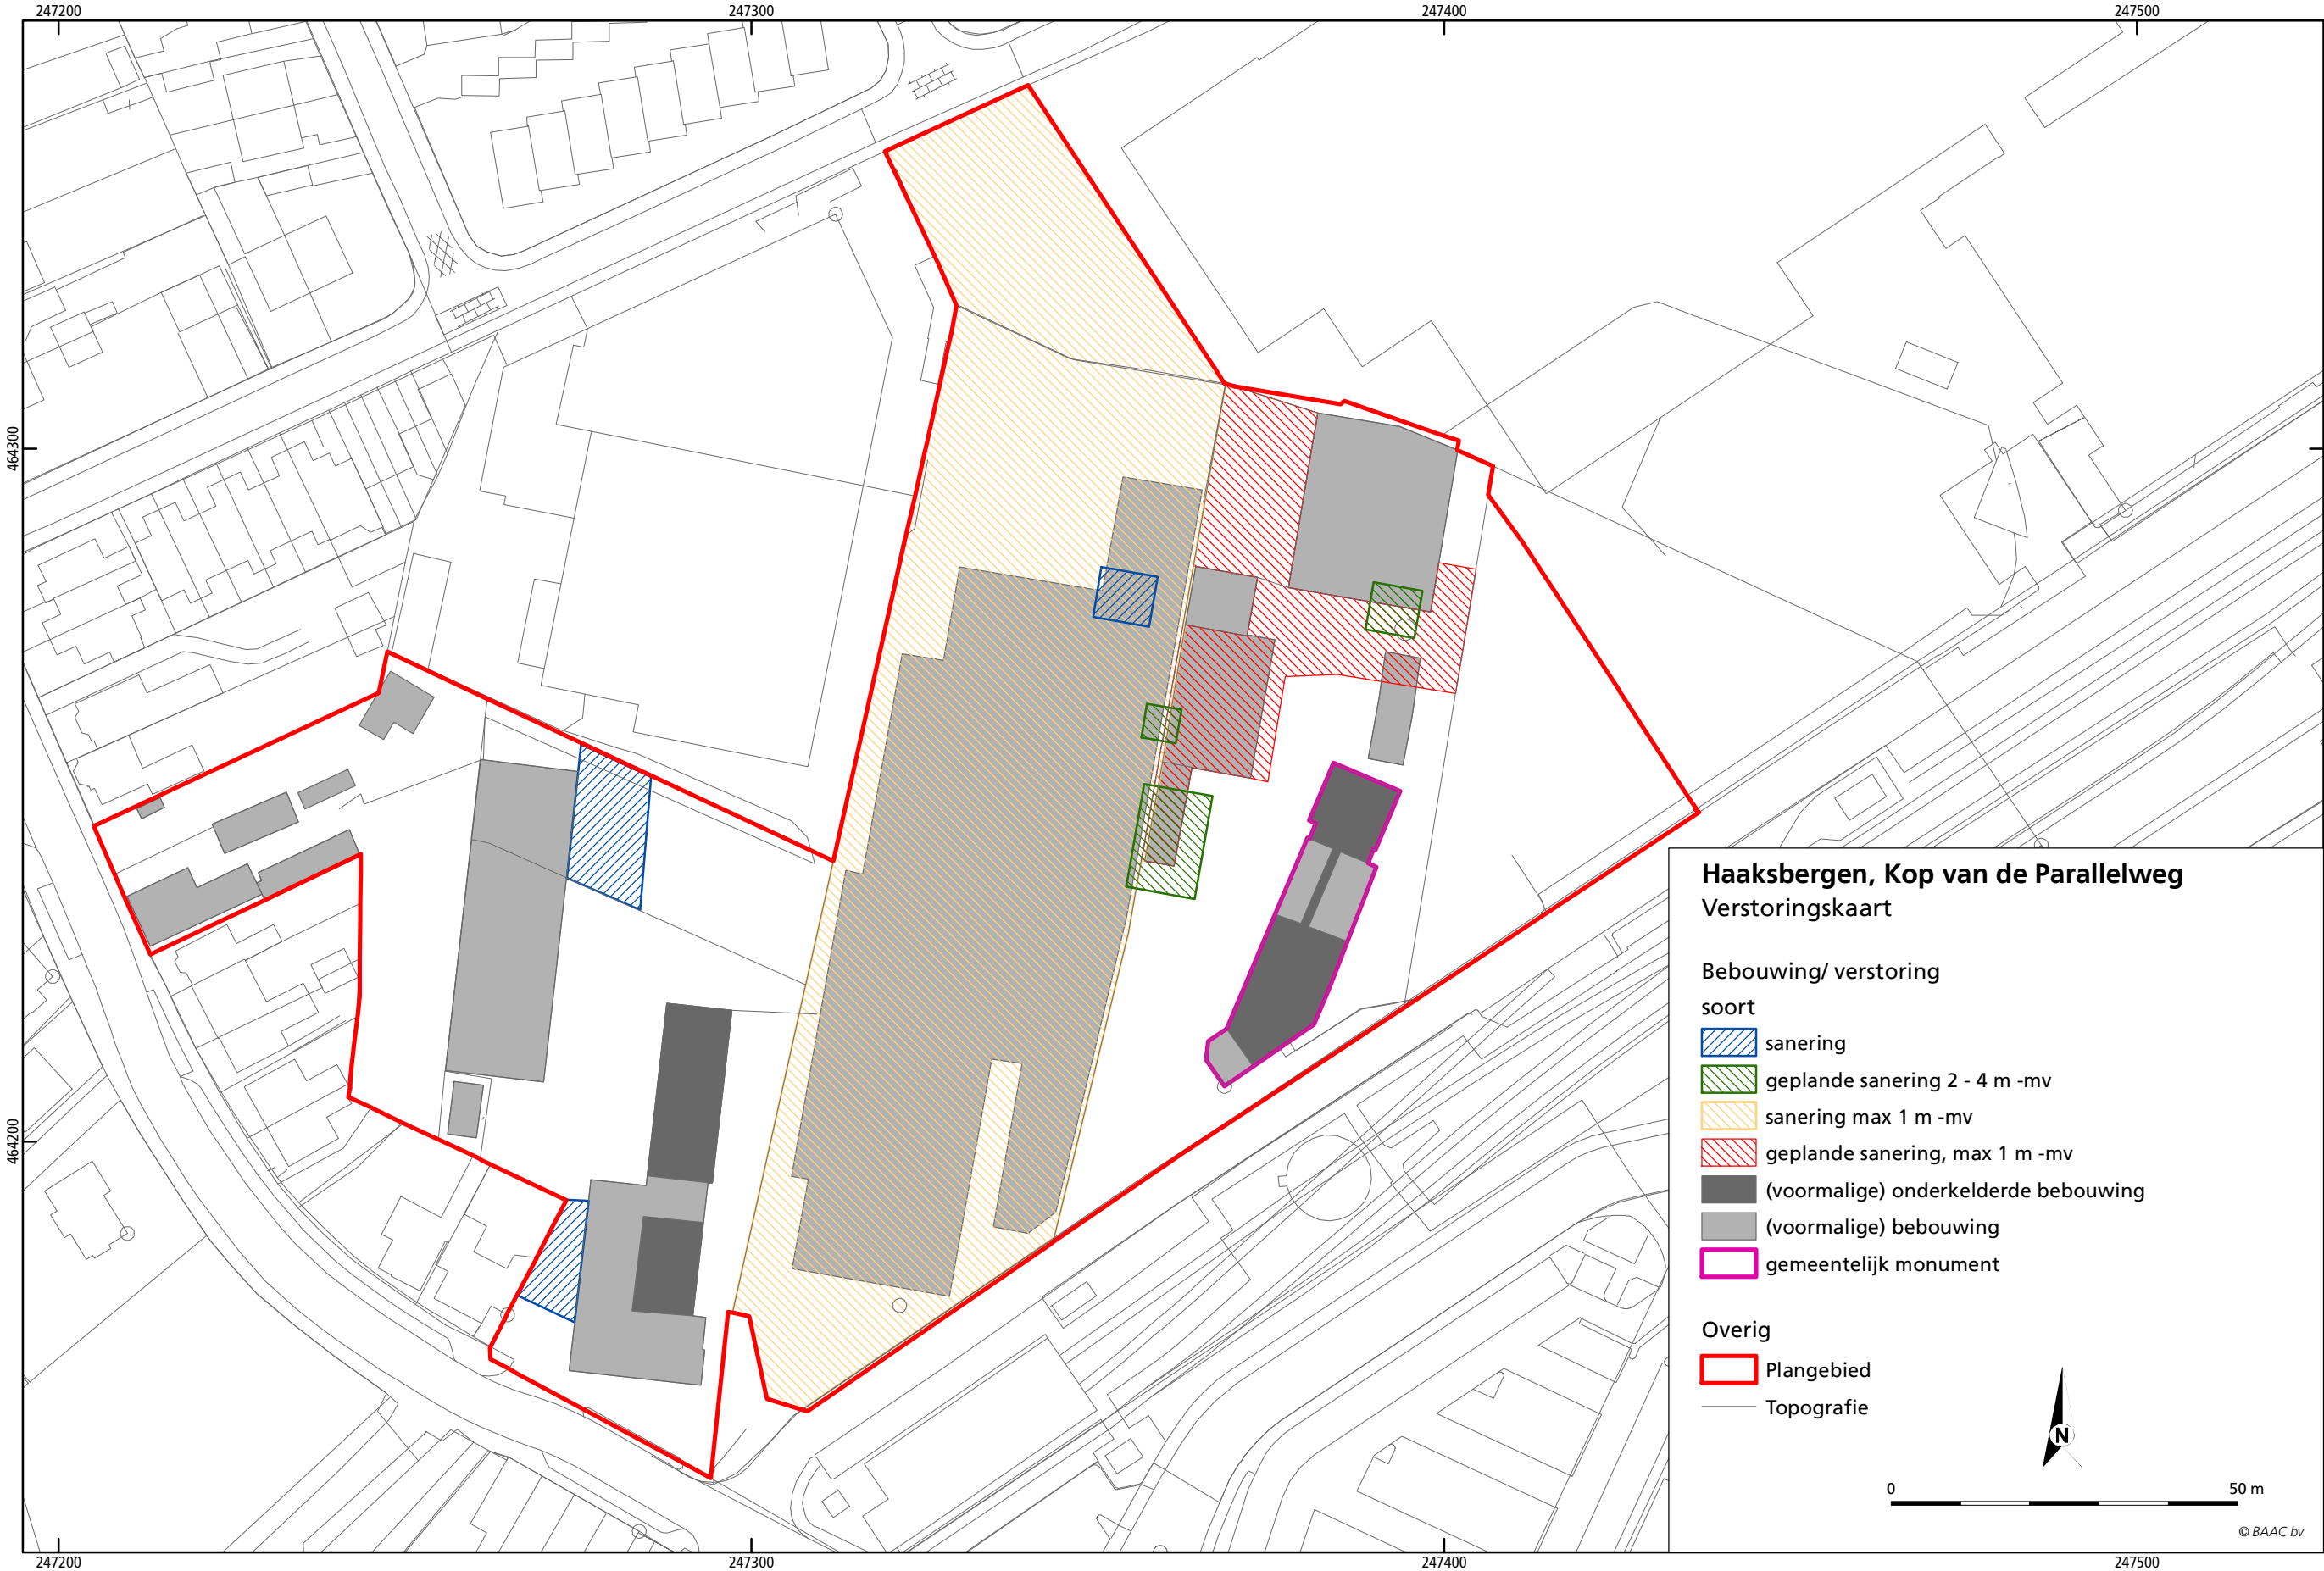 247200
247300
247400
247500
464300
464200
Haaksbergen, Kop van de Parallelweg
Verstoringskaart
Bebouwing/ verstoring
soort
sanering
geplande sanering 2 - 4 m -mv
sanering max 1 m -mv
geplande sanering, max 1 m -mv
(voormalige) onderkelderde bebouwing
(voormalige) bebouwing
gemeentelijk monument
Overig
Plangebied
Topografie
N
0 50 m
© BAAC bv
247200
247300
247400
247500